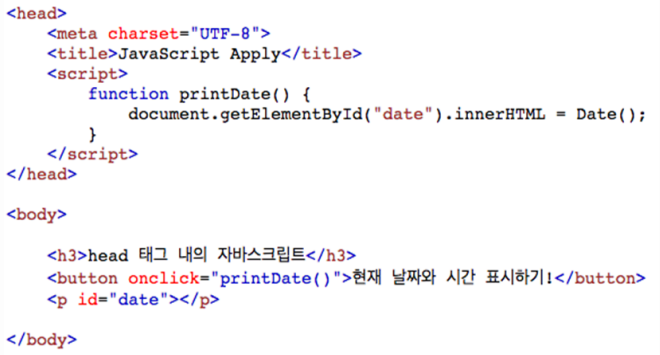 <head>
<meta charset="UTF-8">
<title>JavaScript Apply</title>
<script>
function printDate() {
document.getElementById("date").innerHTML = Date();
}
</script>
</head>
<body>
<h3>head 태그 내의 자바스크립트</h3>
<button onclick="printDate()">현재 날짜와 시간 표시하기!</button>
<p id="date"></p>
</body>